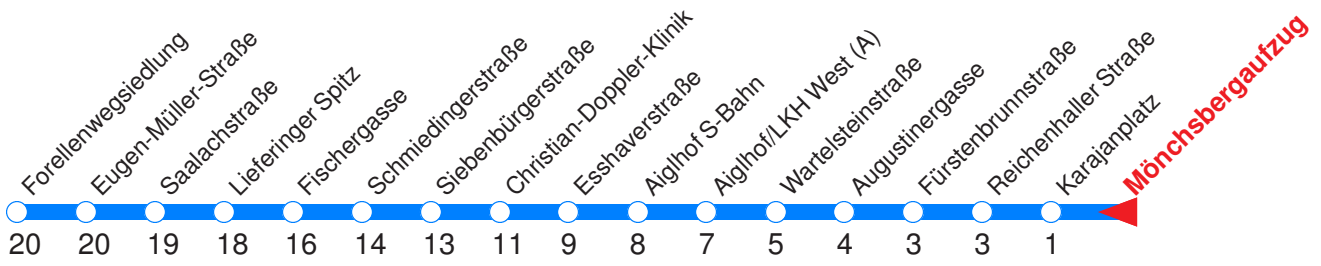 Forellenwegsiedlung
Eugen-Müller-Straße
Saalachstraße
Lieferinger Spitz
Fischergasse
Schmiedingerstraße
Siebenbürgerstraße
Christian-Doppler-Klinik
Esshaverstraße
Aiglhof S-Bahn
Aiglhof/LKH West (A)
Wartelsteinstraße
Augustinergasse
Fürstenbrunnstraße
Reichenhaller Straße
Karajanplatz
Mönchsbergaufzug
20 20 19 18 16 14 13 11 9 8 7 5 4 3 3 1